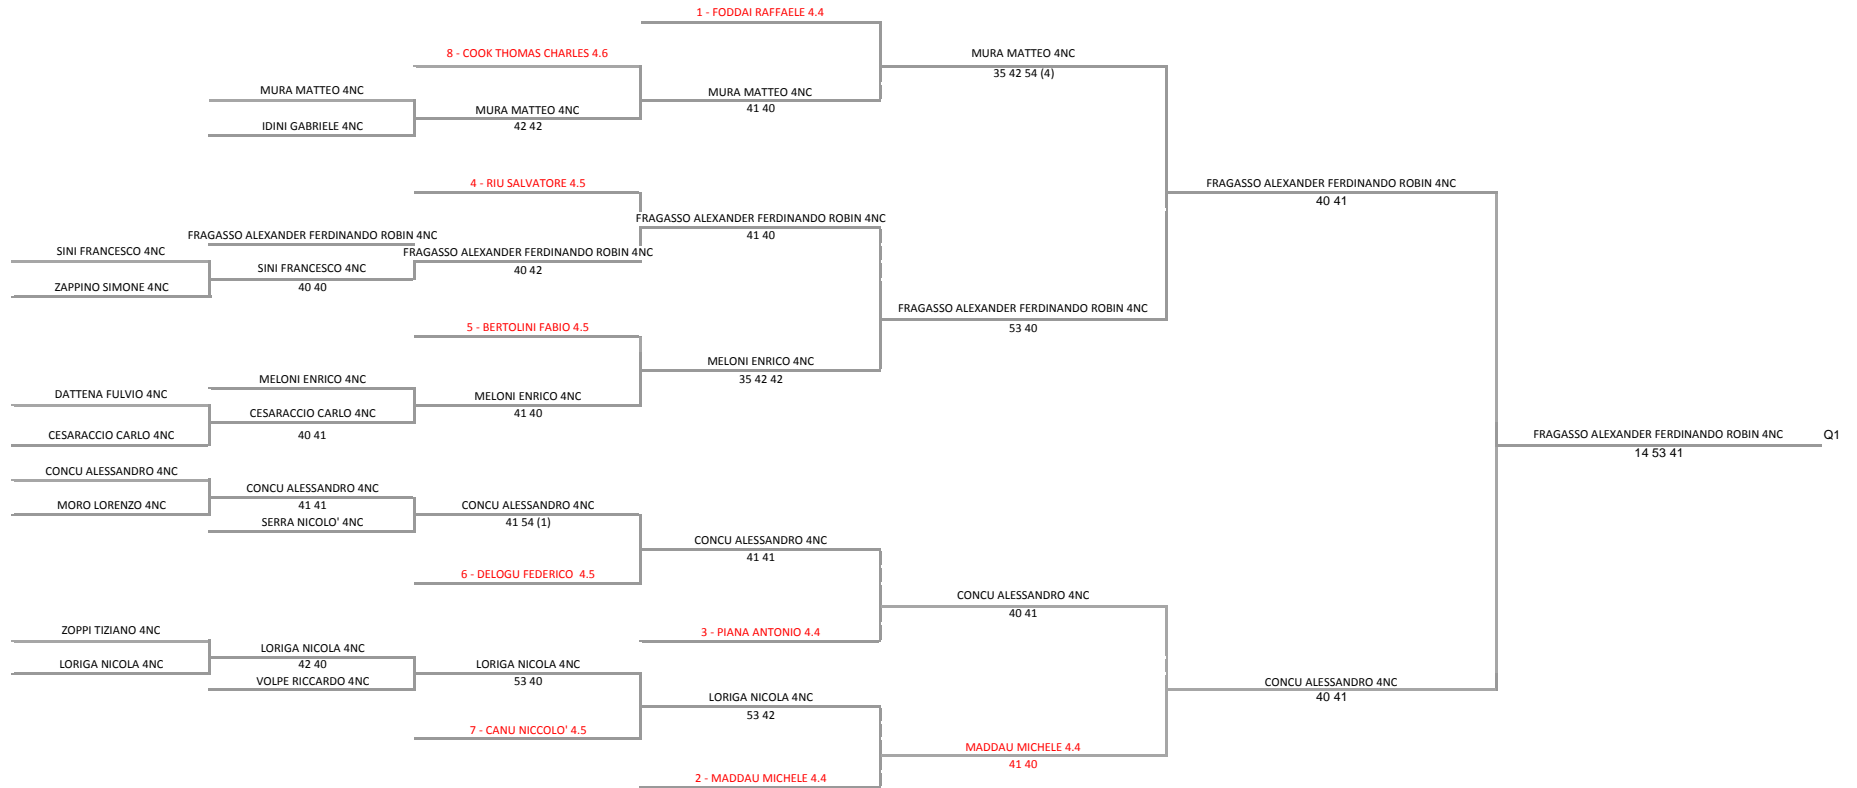 1 - FODDAI RAFFAELE 4.4
8 - COOK THOMAS CHARLES 4.6
MURA MATTEO 4NC
35 42 54 (4)
MURA MATTEO 4NC
MURA MATTEO 4NC
41 40
MURA MATTEO 4NC
42 42
IDINI GABRIELE 4NC
4 - RIU SALVATORE 4.5
FRAGASSO ALEXANDER FERDINANDO ROBIN 4NC
40 41
FRAGASSO ALEXANDER FERDINANDO ROBIN 4NC
41 40
FRAGASSO ALEXANDER FERDINANDO ROBIN 4NC
SINI FRANCESCO 4NC
FRAGASSO ALEXANDER FERDINANDO ROBIN 4NC
40 42
SINI FRANCESCO 4NC
40 40
ZAPPINO SIMONE 4NC
FRAGASSO ALEXANDER FERDINANDO ROBIN 4NC
53 40
5 - BERTOLINI FABIO 4.5
MELONI ENRICO 4NC
35 42 42
MELONI ENRICO 4NC
DATTENA FULVIO 4NC
MELONI ENRICO 4NC
41 40
CESARACCIO CARLO 4NC
40 41
CESARACCIO CARLO 4NC
FRAGASSO ALEXANDER FERDINANDO ROBIN 4NC
Q1
14 53 41
CONCU ALESSANDRO 4NC
CONCU ALESSANDRO 4NC
41 41
MORO LORENZO 4NC
CONCU ALESSANDRO 4NC
41 54 (1)
SERRA NICOLO' 4NC
CONCU ALESSANDRO 4NC
41 41
6 - DELOGU FEDERICO 4.5
CONCU ALESSANDRO 4NC
40 41
ZOPPI TIZIANO 4NC
3 - PIANA ANTONIO 4.4
LORIGA NICOLA 4NC
42 40
LORIGA NICOLA 4NC
LORIGA NICOLA 4NC
53 40
VOLPE RICCARDO 4NC
CONCU ALESSANDRO 4NC
40 41
LORIGA NICOLA 4NC
53 42
7 - CANU NICCOLO' 4.5
MADDAU MICHELE 4.4
41 40
2 - MADDAU MICHELE 4.4